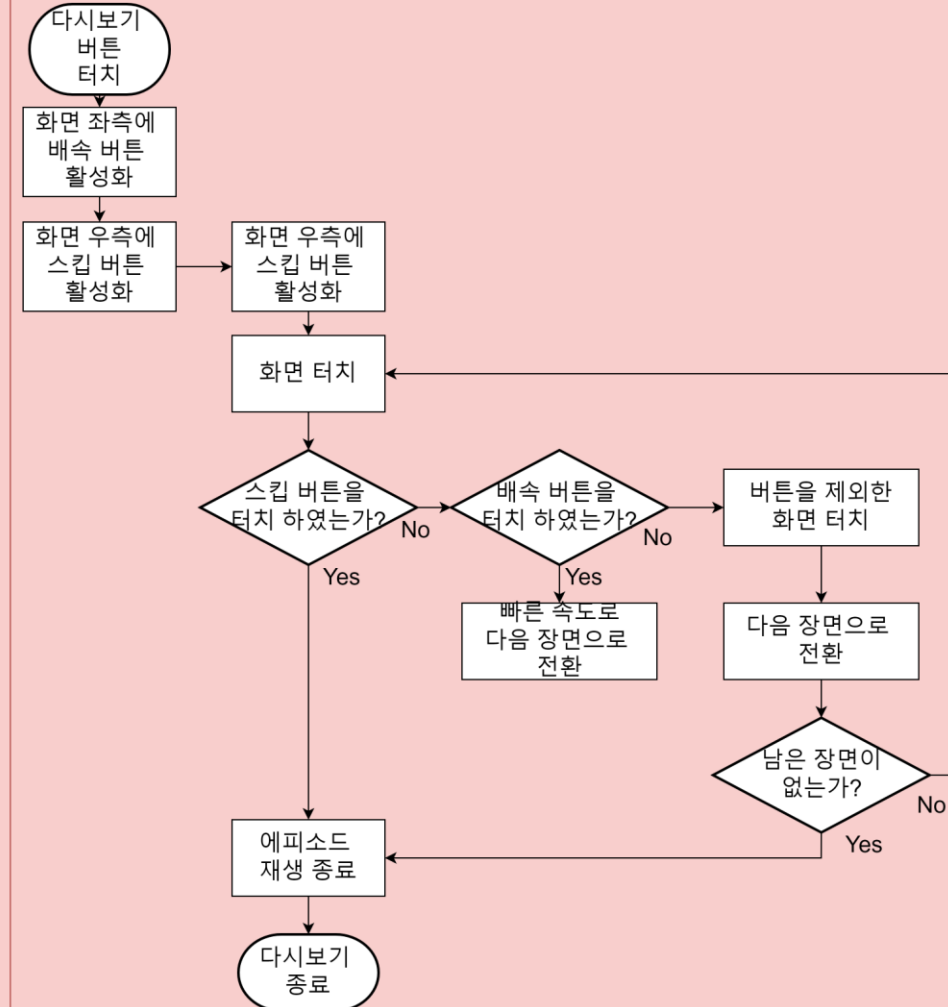 다시보기
버튼
터치
화면 좌측에
배속 버튼
활성화
화면 우측에
스킵 버튼
활성화
화면 우측에
스킵 버튼
활성화
화면 터치
스킵 버튼을
터치 하였는가?
No
Yes
배속 버튼을
터치 하였는가?
No
Yes
버튼을 제외한
화면 터치
빠른 속도로
다음 장면으로
전환
다음 장면으로
전환
남은 장면이
없는가?
No
Yes
에피소드
재생 종료
다시보기
종료